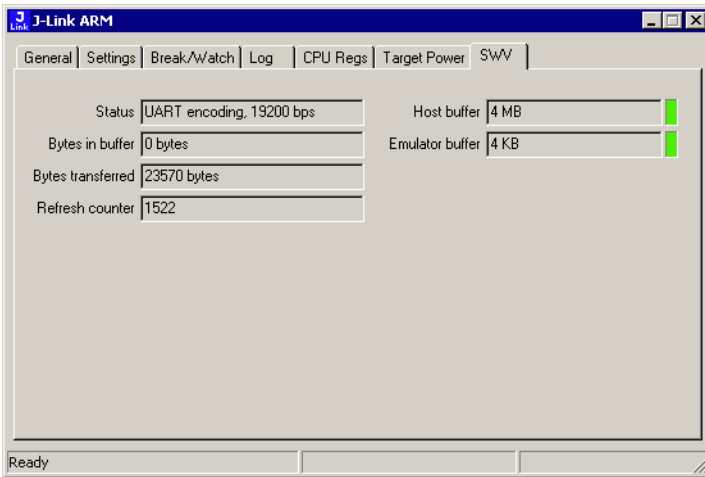 J Link J-Link ARM
General Settings Break/Watch Log CPU Regs Target Power SWV
Status UART encoding, 19200 bps Host buffer 4 MB
Bytes in buffer 0 bytes Emulator buffer 4 KB
Bytes transferred 23570 bytes
Refresh counter 1522
Ready